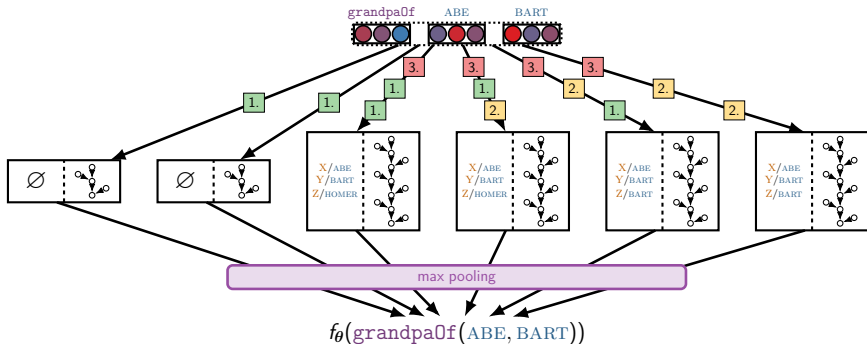 grandpaOf ABE BART
3. 3. 3. 3.
1. 1. 1. 1. 2. 2.
1. 2. 1. 2.
∅ ∅
X/ABE X/ABE X/ABE X/ABE
Y/BART Y/BART Y/BART Y/BART
Z/HOMER Z/HOMER Z/BART Z/BART
max pooling
fθ(grandpaOf(ABE, BART))